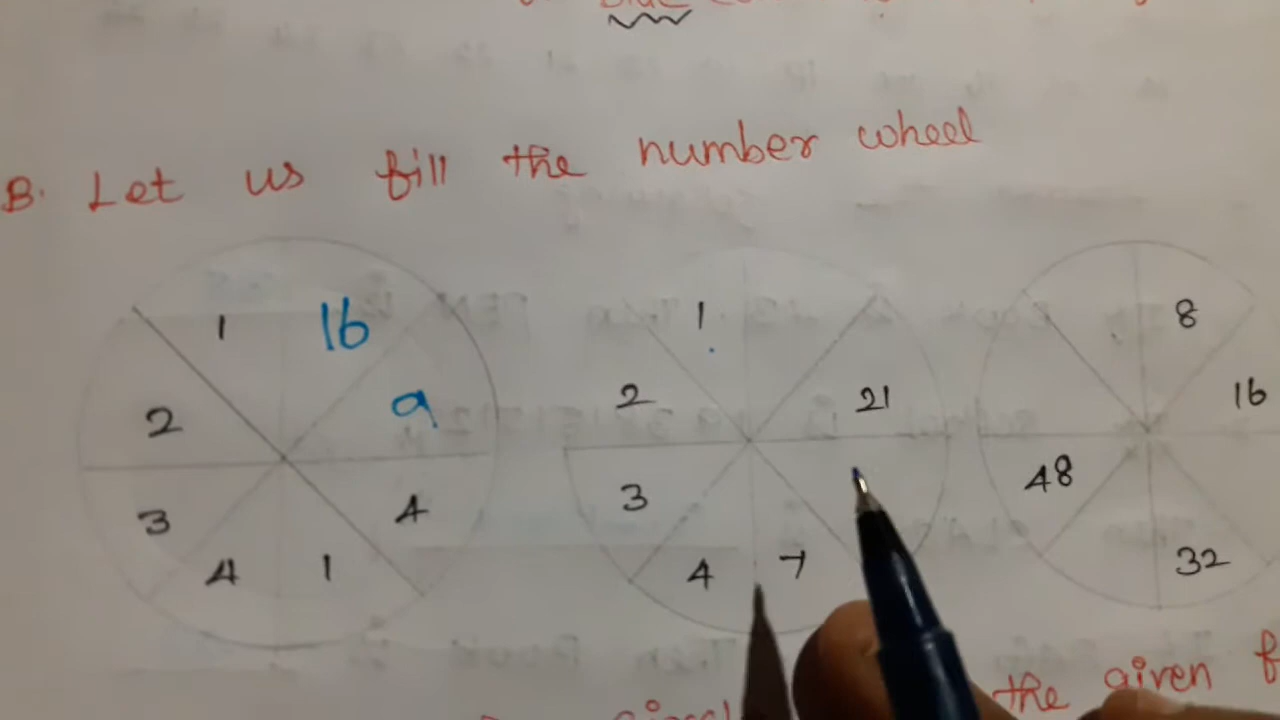 B. Let us fill the number wheel
1 16 1 8
2 9 2 21 16
3 4 3 48
4 1 4 7 32
the given